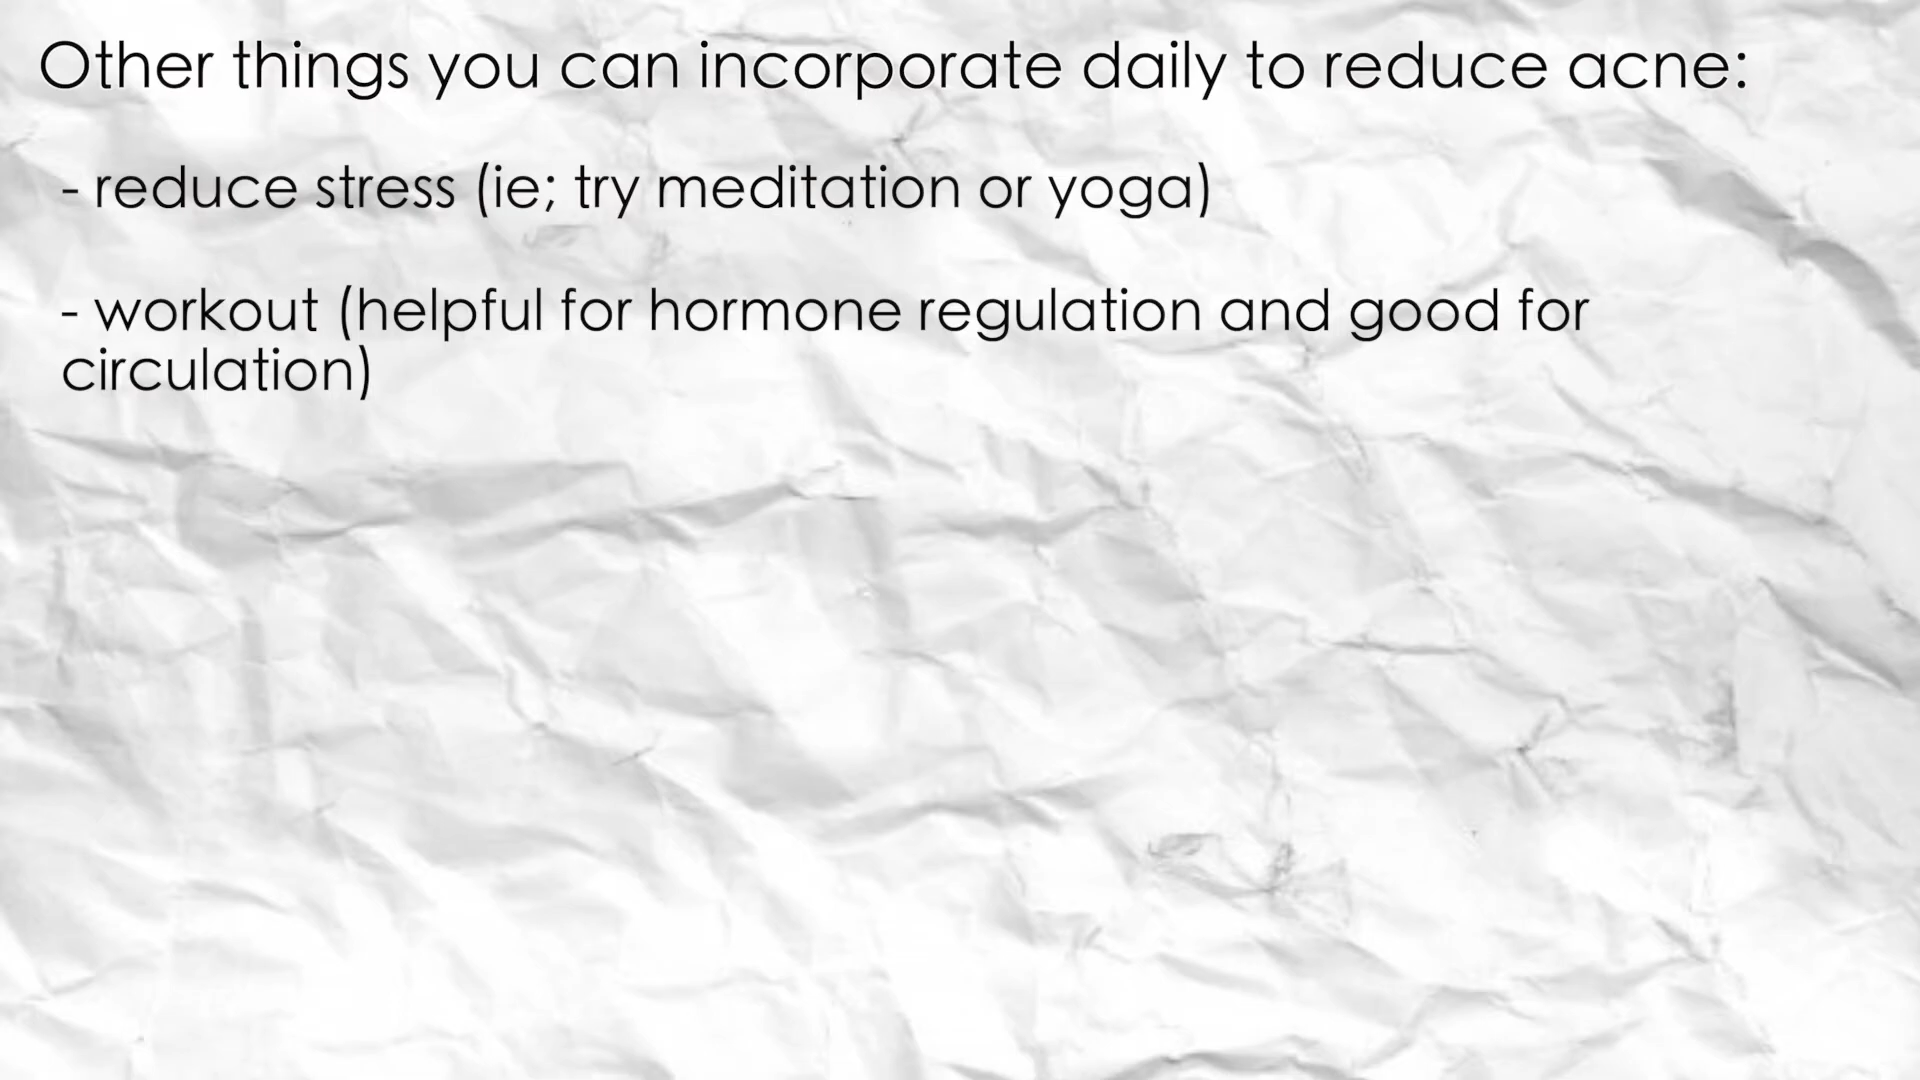 Other things you can incorporate daily to reduce acne:
- reduce stress (ie; try meditation or yoga)
- workout (helpful for hormone regulation and good for
circulation)